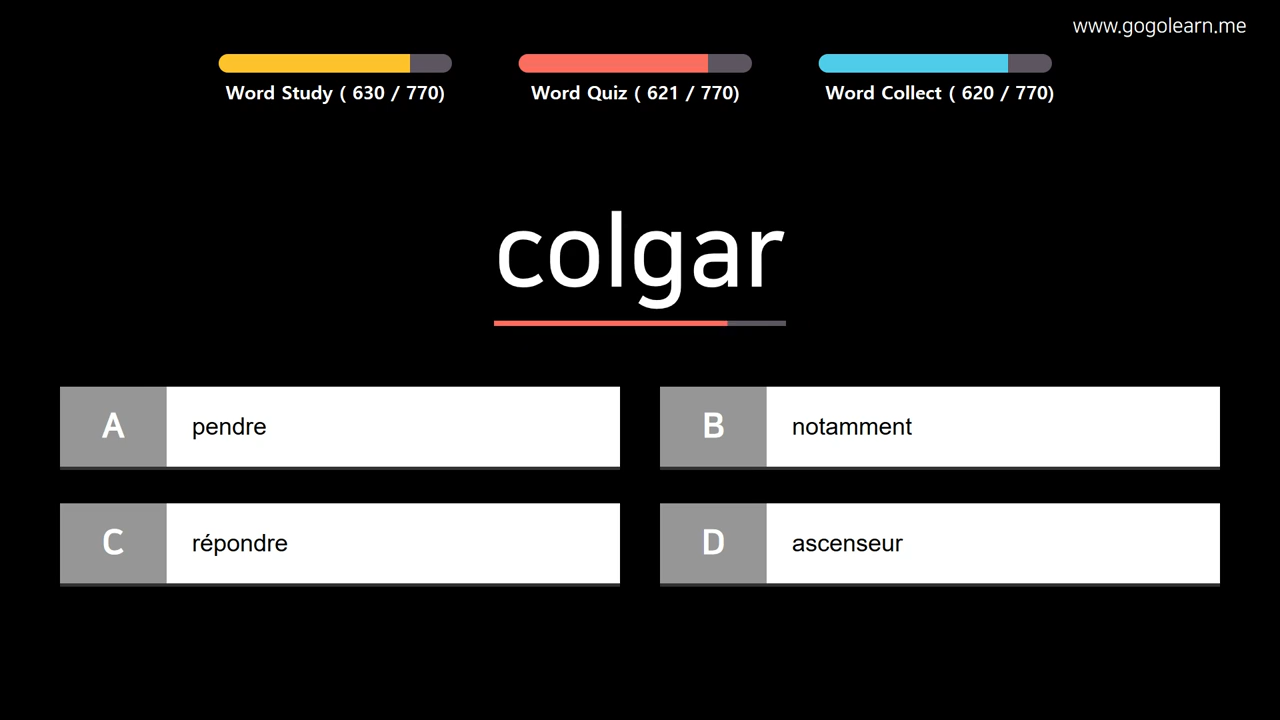 www.gogolearn.me
Word Study ( 630 / 770)
Word Quiz ( 621 / 770)
Word Collect ( 620 / 770)
colgar
A pendre
B notamment
C répondre
D ascenseur